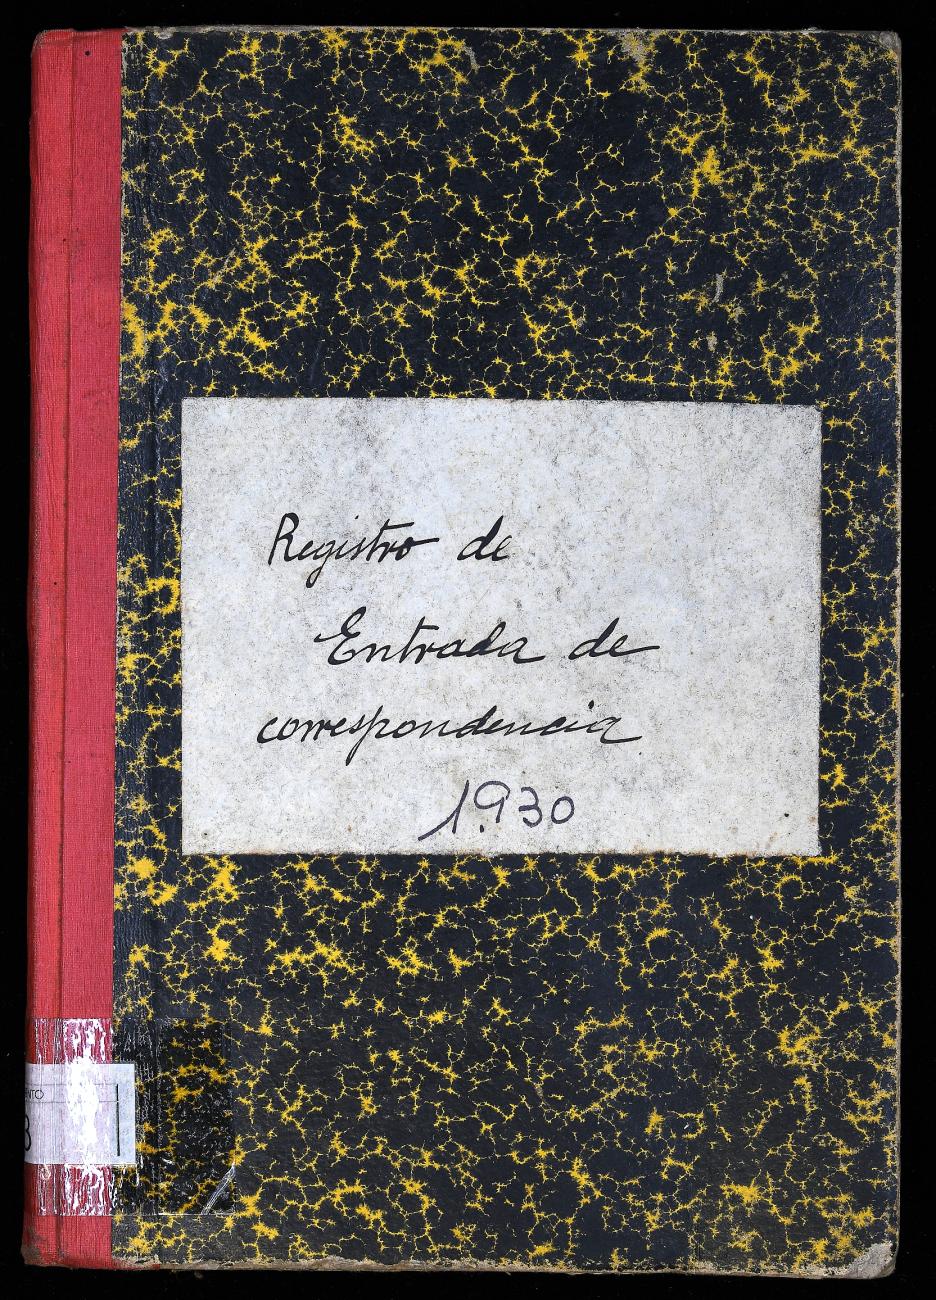 Registro de
Entrada de
correspondencia
1.930